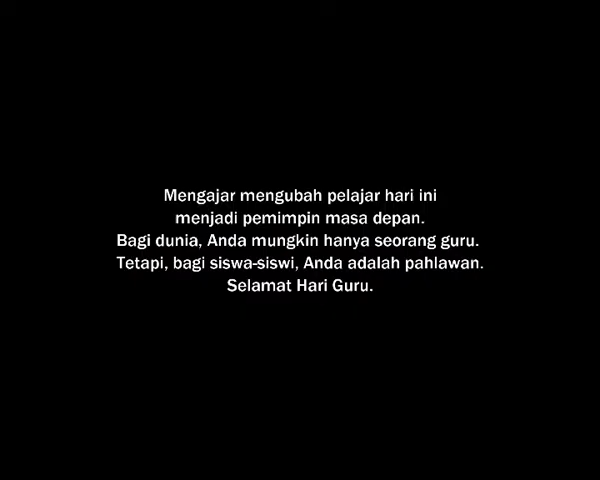 Mengajar mengubah pelajar hari ini
menjadi pemimpin masa depan.
Bagi dunia, Anda mungkin hanya seorang guru.
Tetapi, bagi siswa-siswi, Anda adalah pahlawan.
Selamat Hari Guru.